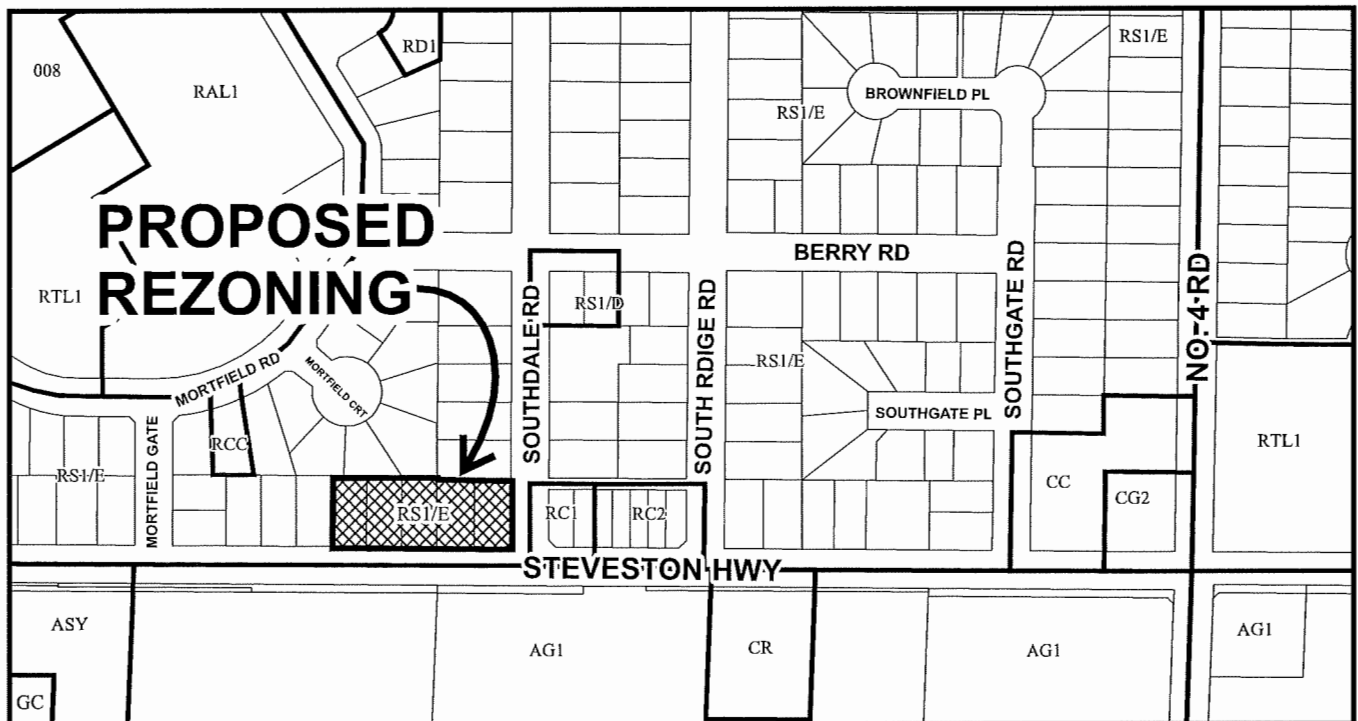 008
RAL1
RD1
RS1/E
BROWNFIELD PL
RS1/E
PROPOSED
REZONING
BERRY RD
RTL1
RS1/D
SOUTHDALE RD
SOUTH RDIGE RD
SOUTHGATE RD
NO. 4 RD
MORTFIELD RD
MORTFIELD CRT
RS1/E
SOUTHGATE PL
RCC
RS1/E
MORTFIELD GATE
RS1/E
RC1
RC2
CC
CG2
RTL1
STEVESTON HWY
ASY
AG1
CR
AG1
AG1
GC